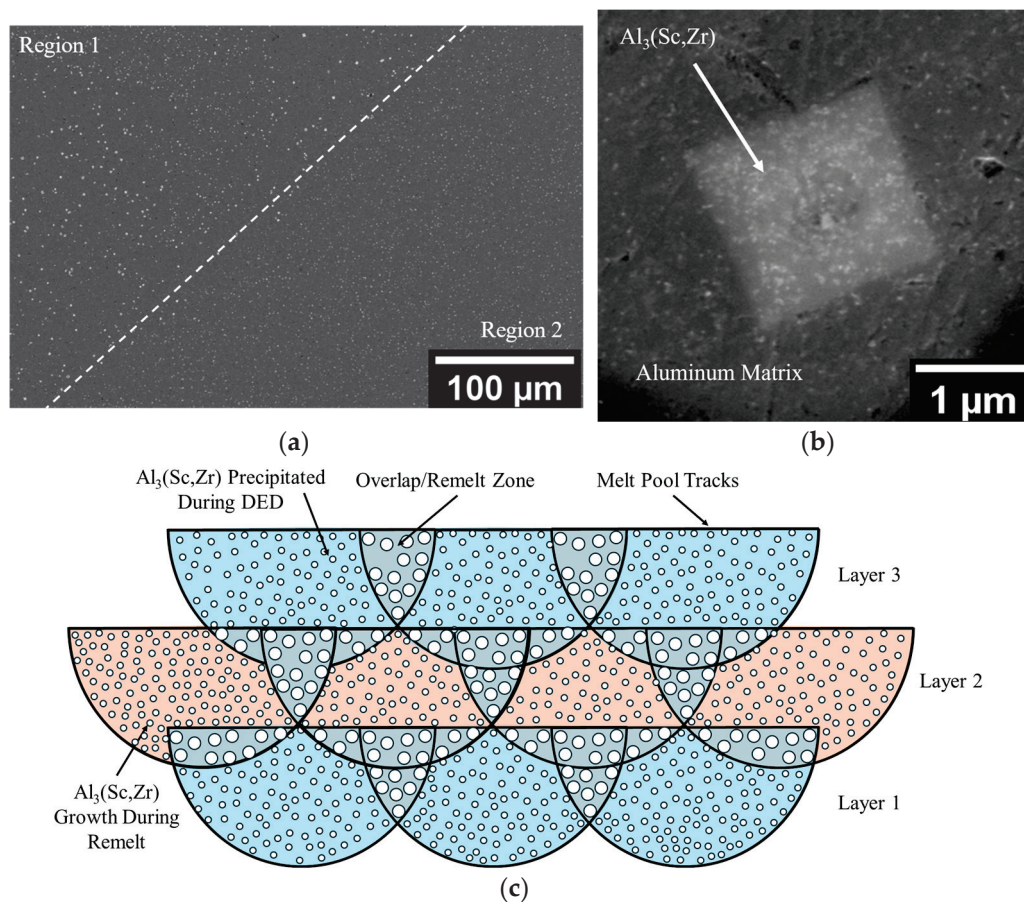 Region 1
Region 2
100 µm
(a)
Al₃(Sc,Zr)
Aluminum Matrix
1 µm
(b)
Al₃(Sc,Zr) Precipitated
During DED
Overlap/Remelt Zone
Melt Pool Tracks
Layer 3
Layer 2
Al₃(Sc,Zr)
Growth During
Remelt
Layer 1
(c)